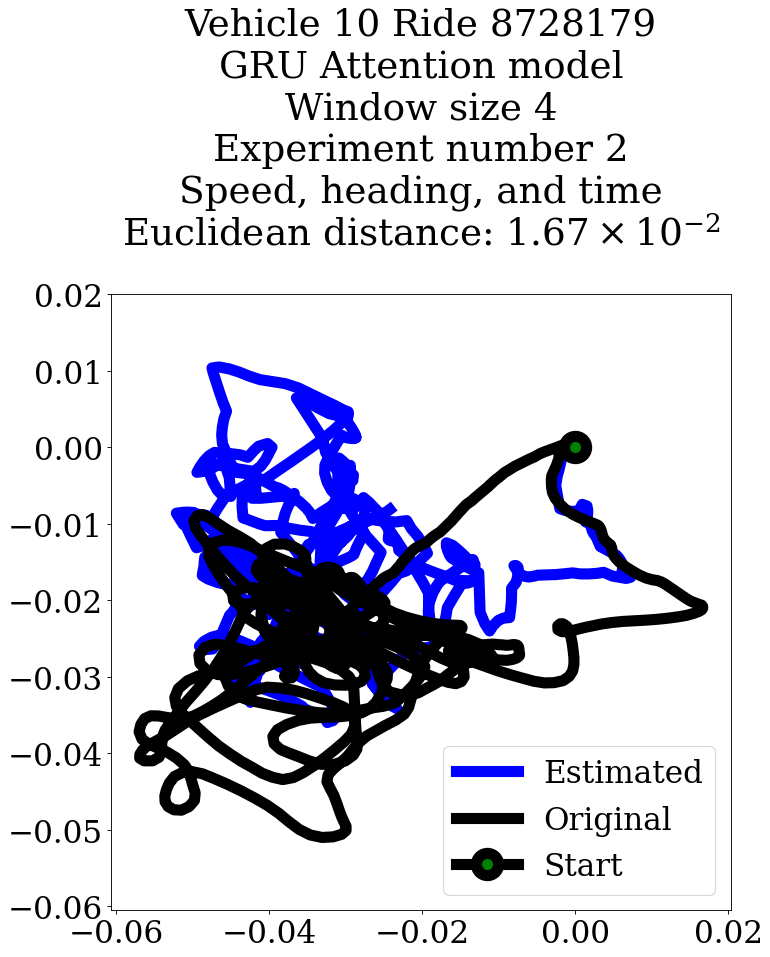 Vehicle 10 Ride 8728179
GRU Attention model
Window size 4
Experiment number 2
Speed, heading, and time
Euclidean distance: 1.67 × 10⁻²
0.02
0.01
0.00
−0.01
−0.02
−0.03
−0.04
−0.05
−0.06
Estimated
Original
Start
−0.06
−0.04
−0.02
0.00
0.02